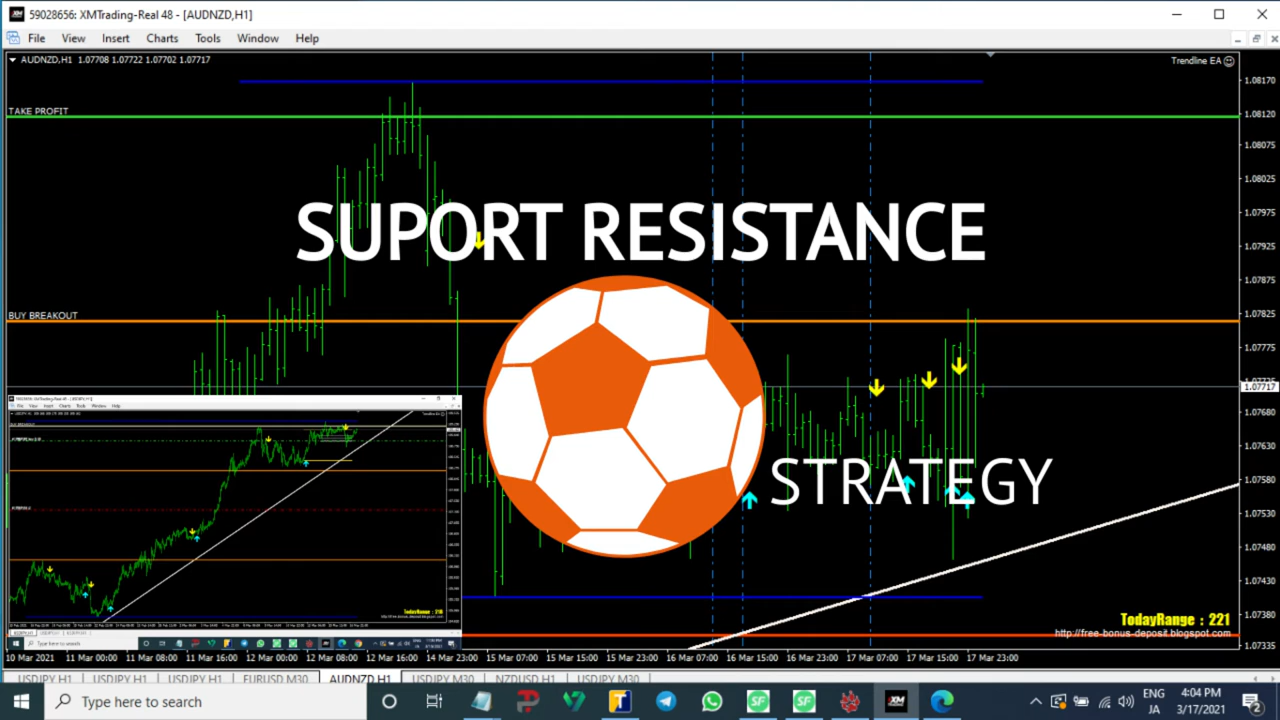 59028656: XMTrading-Real 48 - [AUDNZD,H1]
File View Insert Charts Tools Window Help
AUDNZD,H1 1.07708 1.07722 1.07702 1.07717
Trendline EA
1.08170
TAKE PROFIT
1.08120
1.08075
1.08025
1.07975
SUPORT RESISTANCE
1.07925
1.07875
BUY BREAKOUT
1.07825
1.07775
1.07717
1.07680
1.07630
STRATEGY
1.07580
1.07530
1.07480
1.07430
1.07380
TodayRange : 221
http://free-bonus-deposit.blogspot.com
1.07335
10 Mar 2021 11 Mar 00:00 11 Mar 08:00 11 Mar 16:00 12 Mar 00:00 12 Mar 08:00 12 Mar 16:00 14 Mar 23:00 15 Mar 07:00 15 Mar 15:00 15 Mar 23:00 16 Mar 07:00 16 Mar 15:00 16 Mar 23:00 17 Mar 07:00 17 Mar 15:00 17 Mar 23:00
USDJPY,H1 USDJPY,H1 USDJPY,H1 EURUSD,M30 AUDNZD,H1 USDJPY,M30 NZDUSD,H1 USDJPY,M30
Type here to search
ENG
JA
4:04 PM
3/17/2021
2